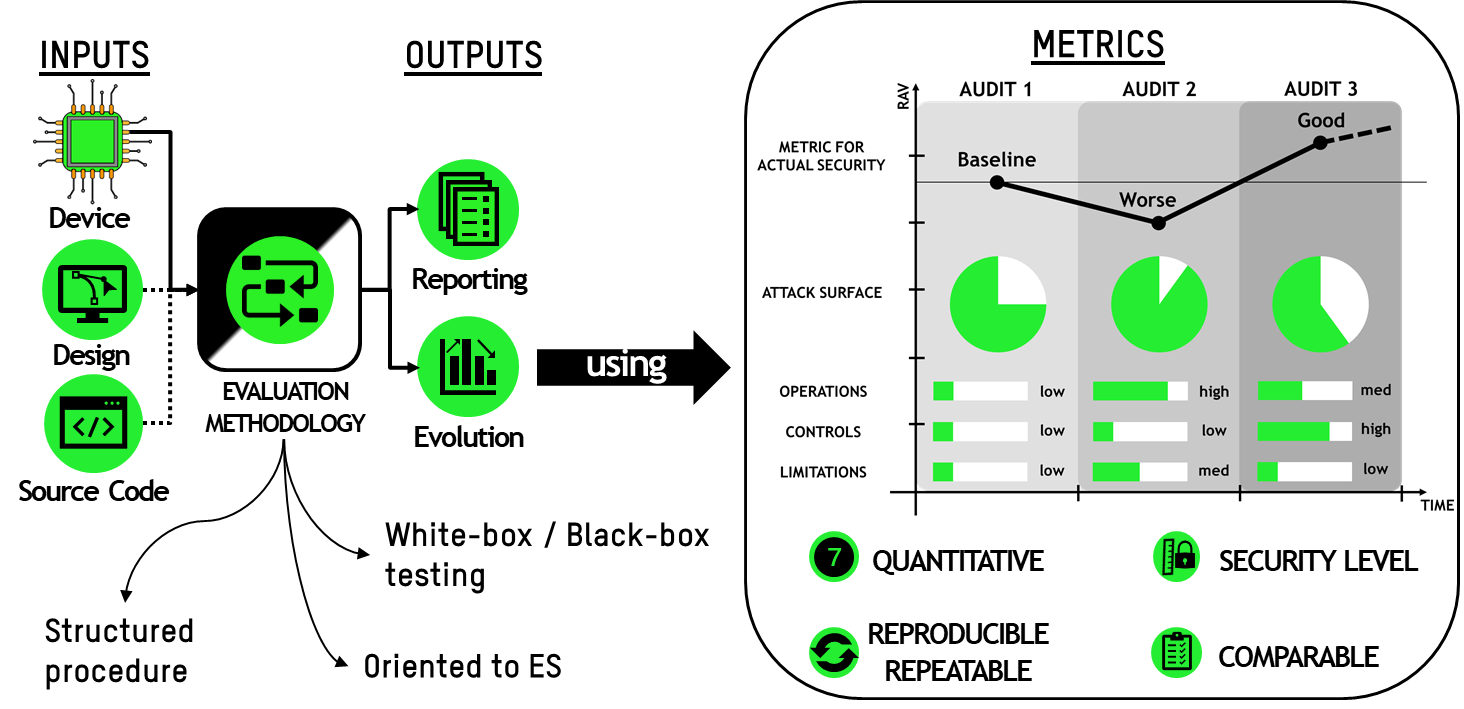 INPUTS
Device
Design
Source Code
EVALUATION
METHODOLOGY
Structured
procedure
White-box / Black-box
testing
Oriented to ES
OUTPUTS
Reporting
Evolution
using
METRICS
RAV
AUDIT 1
AUDIT 2
AUDIT 3
METRIC FOR
ACTUAL SECURITY
Baseline
Worse
Good
ATTACK SURFACE
OPERATIONS
low
high
med
CONTROLS
low
low
high
LIMITATIONS
low
med
low
TIME
7
QUANTITATIVE
SECURITY LEVEL
REPRODUCIBLE
REPEATABLE
COMPARABLE